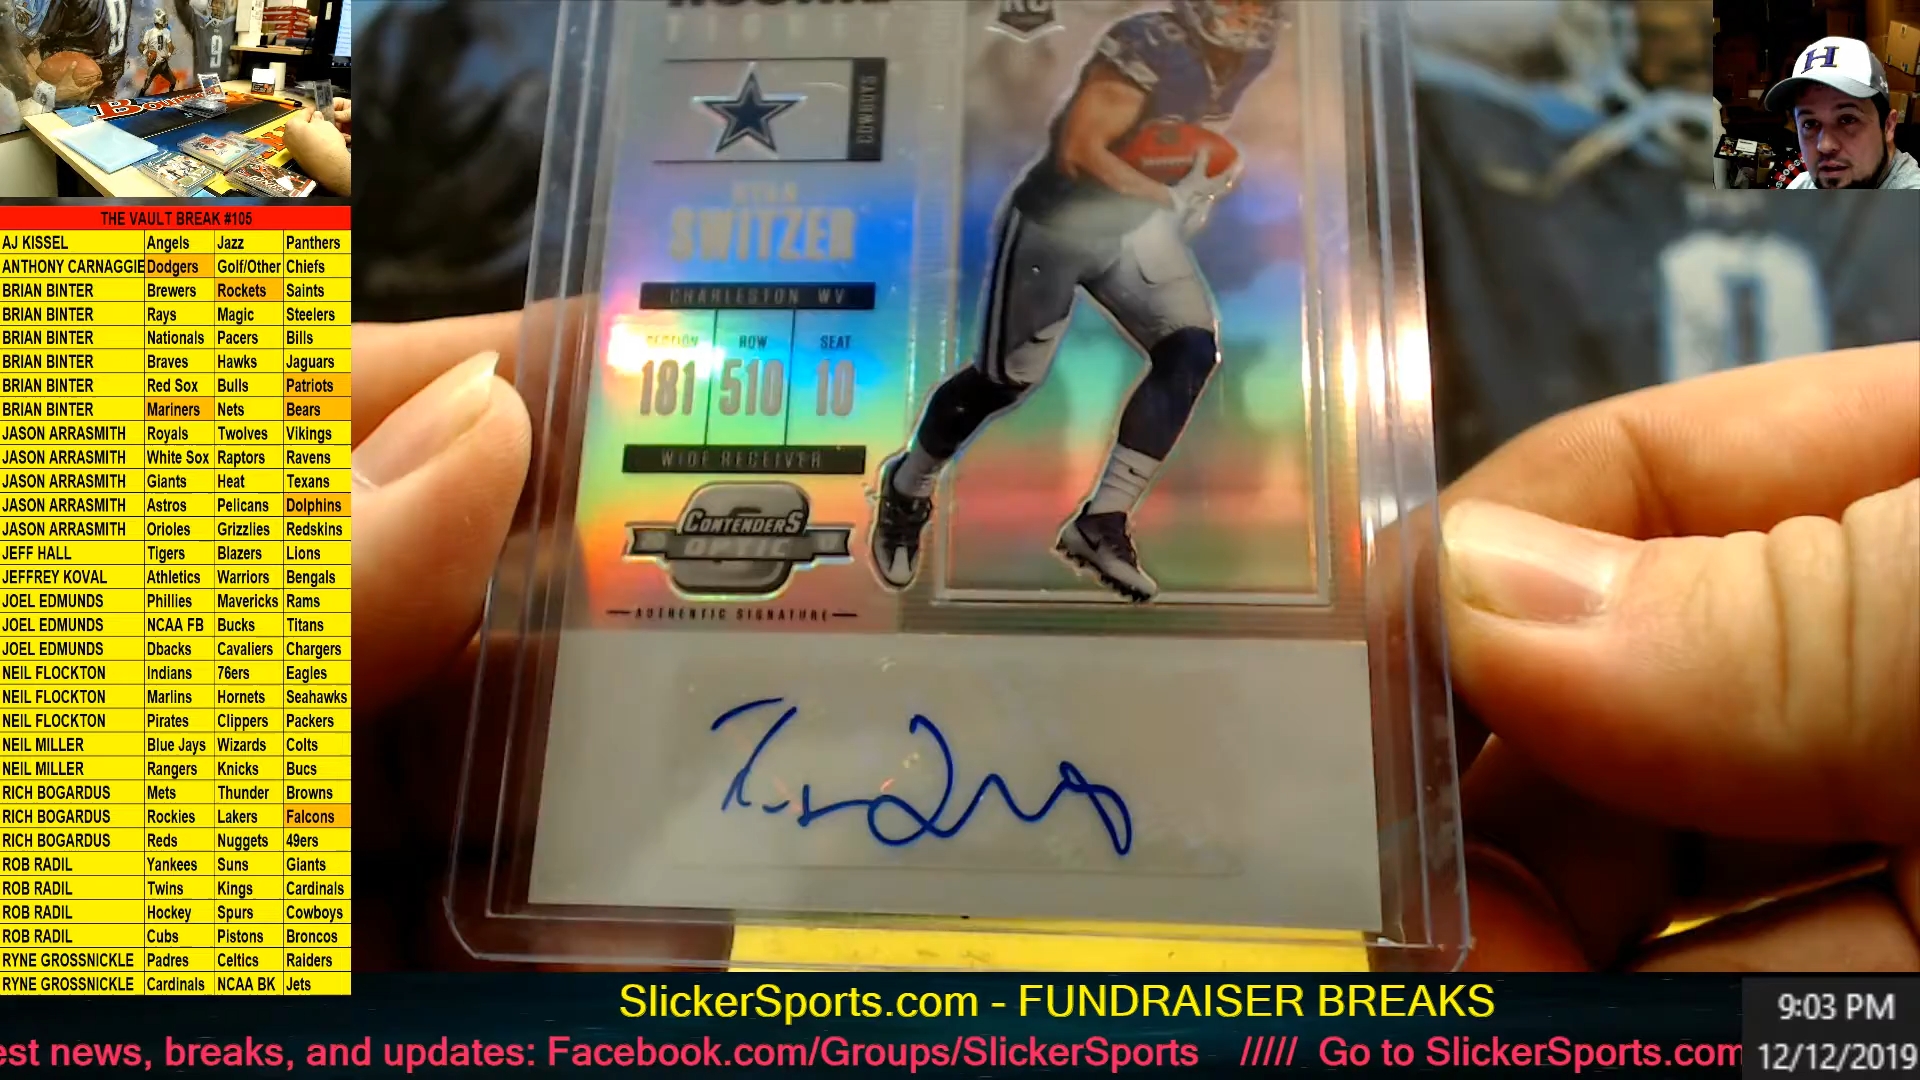 THE VAULT BREAK #105
AJ KISSEL Angels Jazz Panthers
ANTHONY CARNAGGIE Dodgers Golf/Other Chiefs
BRIAN BINTER Brewers Rockets Saints
BRIAN BINTER Rays Magic Steelers
BRIAN BINTER Nationals Pacers Bills
BRIAN BINTER Braves Hawks Jaguars
BRIAN BINTER Red Sox Bulls Patriots
BRIAN BINTER Mariners Nets Bears
JASON ARRASMITH Royals Twolves Vikings
JASON ARRASMITH White Sox Raptors Ravens
JASON ARRASMITH Giants Heat Texans
JASON ARRASMITH Astros Pelicans Dolphins
JASON ARRASMITH Orioles Grizzlies Redskins
JEFF HALL Tigers Blazers Lions
JEFFREY KOVAL Athletics Warriors Bengals
JOEL EDMUNDS Phillies Mavericks Rams
JOEL EDMUNDS NCAA FB Bucks Titans
JOEL EDMUNDS Dbacks Cavaliers Chargers
NEIL FLOCKTON Indians 76ers Eagles
NEIL FLOCKTON Marlins Hornets Seahawks
NEIL FLOCKTON Pirates Clippers Packers
NEIL MILLER Blue Jays Wizards Colts
NEIL MILLER Rangers Knicks Bucs
RICH BOGARDUS Mets Thunder Browns
RICH BOGARDUS Rockies Lakers Falcons
RICH BOGARDUS Reds Nuggets 49ers
ROB RADIL Yankees Suns Giants
ROB RADIL Twins Kings Cardinals
ROB RADIL Hockey Spurs Cowboys
ROB RADIL Cubs Pistons Broncos
RYNE GROSSNICKLE Padres Celtics Raiders
RYNE GROSSNICKLE Cardinals NCAA BK Jets
TICKET
COWBOYS
RYAN
SWITZER
CHARLESTON WV
SECTION ROW SEAT
181 510 10
WIDE RECEIVER
CONTENDERS
OPTIC
AUTHENTIC SIGNATURE
H
SlickerSports.com - FUNDRAISER BREAKS
est news, breaks, and updates: Facebook.com/Groups/SlickerSports ///// Go to SlickerSports.com
9:03 PM
12/12/2019